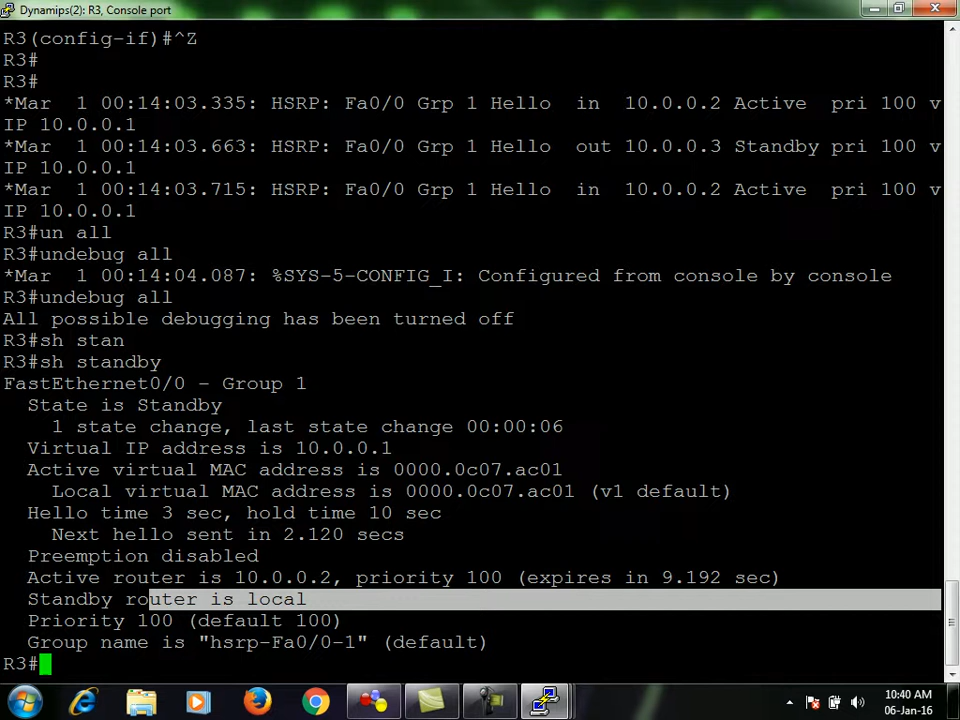 Dynamips(2): R3, Console port
R3(config-if)#^Z
R3#
R3#
*Mar  1 00:14:03.335: HSRP: Fa0/0 Grp 1 Hello  in  10.0.0.2 Active  pri 100 v
IP 10.0.0.1
*Mar  1 00:14:03.663: HSRP: Fa0/0 Grp 1 Hello  out 10.0.0.3 Standby pri 100 v
IP 10.0.0.1
*Mar  1 00:14:03.715: HSRP: Fa0/0 Grp 1 Hello  in  10.0.0.2 Active  pri 100 v
IP 10.0.0.1
R3#un all
R3#undebug all
*Mar  1 00:14:04.087: %SYS-5-CONFIG_I: Configured from console by console
R3#undebug all
All possible debugging has been turned off
R3#sh stan
R3#sh standby
FastEthernet0/0 - Group 1
  State is Standby
    1 state change, last state change 00:00:06
  Virtual IP address is 10.0.0.1
  Active virtual MAC address is 0000.0c07.ac01
    Local virtual MAC address is 0000.0c07.ac01 (v1 default)
  Hello time 3 sec, hold time 10 sec
    Next hello sent in 2.120 secs
  Preemption disabled
  Active router is 10.0.0.2, priority 100 (expires in 9.192 sec)
  Standby router is local
  Priority 100 (default 100)
  Group name is "hsrp-Fa0/0-1" (default)
R3#
10:40 AM
06-Jan-16